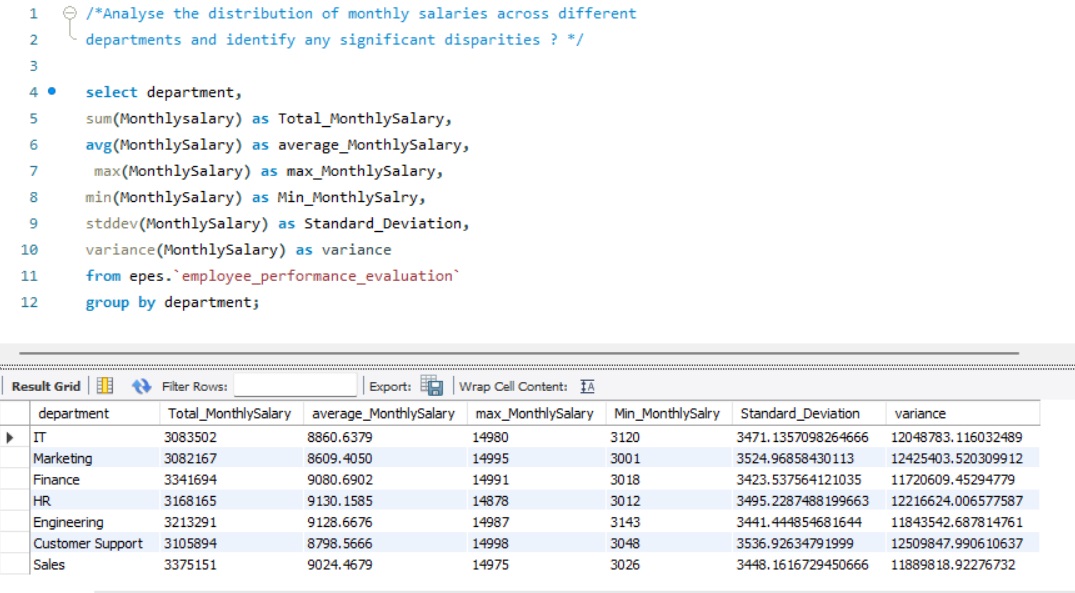 1 /*Analyse the distribution of monthly salaries across different
2 departments and identify any significant disparities ? */
3
4 select department,
5 sum(Monthlysalary) as Total_MonthlySalary,
6 avg(MonthlySalary) as average_MonthlySalary,
7 max(MonthlySalary) as max_MonthlySalary,
8 min(MonthlySalary) as Min_MonthlySalry,
9 stddev(MonthlySalary) as Standard_Deviation,
10 variance(MonthlySalary) as variance
11 from epes.`employee_performance_evaluation`
12 group by department;
Result Grid Filter Rows: Export: Wrap Cell Content: IA
department Total_MonthlySalary average_MonthlySalary max_MonthlySalary Min_MonthlySalry Standard_Deviation variance
IT 3083502 8860.6379 14980 3120 3471.1357098264666 12048783.116032489
Marketing 3082167 8609.4050 14995 3001 3524.96858430113 12425403.520309912
Finance 3341694 9080.6902 14991 3018 3423.537564121035 11720609.45294779
HR 3168165 9130.1585 14878 3012 3495.2287488199663 12216624.006577587
Engineering 3213291 9128.6676 14987 3143 3441.444854681644 11843542.687814761
Customer Support 3105894 8798.5666 14998 3048 3536.92634791999 12509847.990610637
Sales 3375151 9024.4679 14975 3026 3448.1616729450666 11889818.92276732